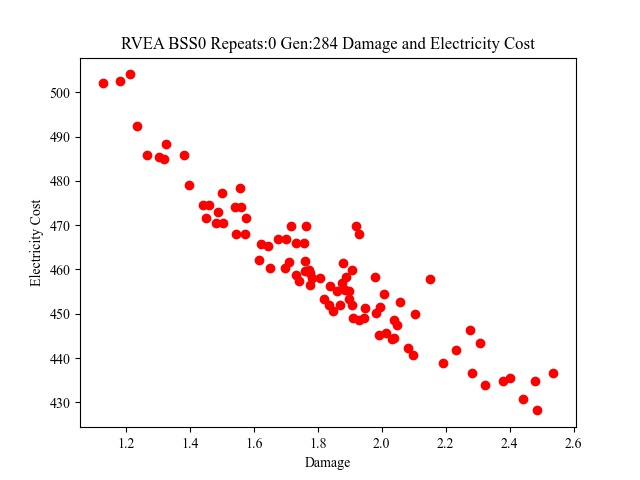 RVEA BSS0 Repeats:0 Gen:284 Damage and Electricity Cost
500
490
480
470
460
450
440
430
Electricity Cost
1.2 1.4 1.6 1.8 2.0 2.2 2.4 2.6
Damage